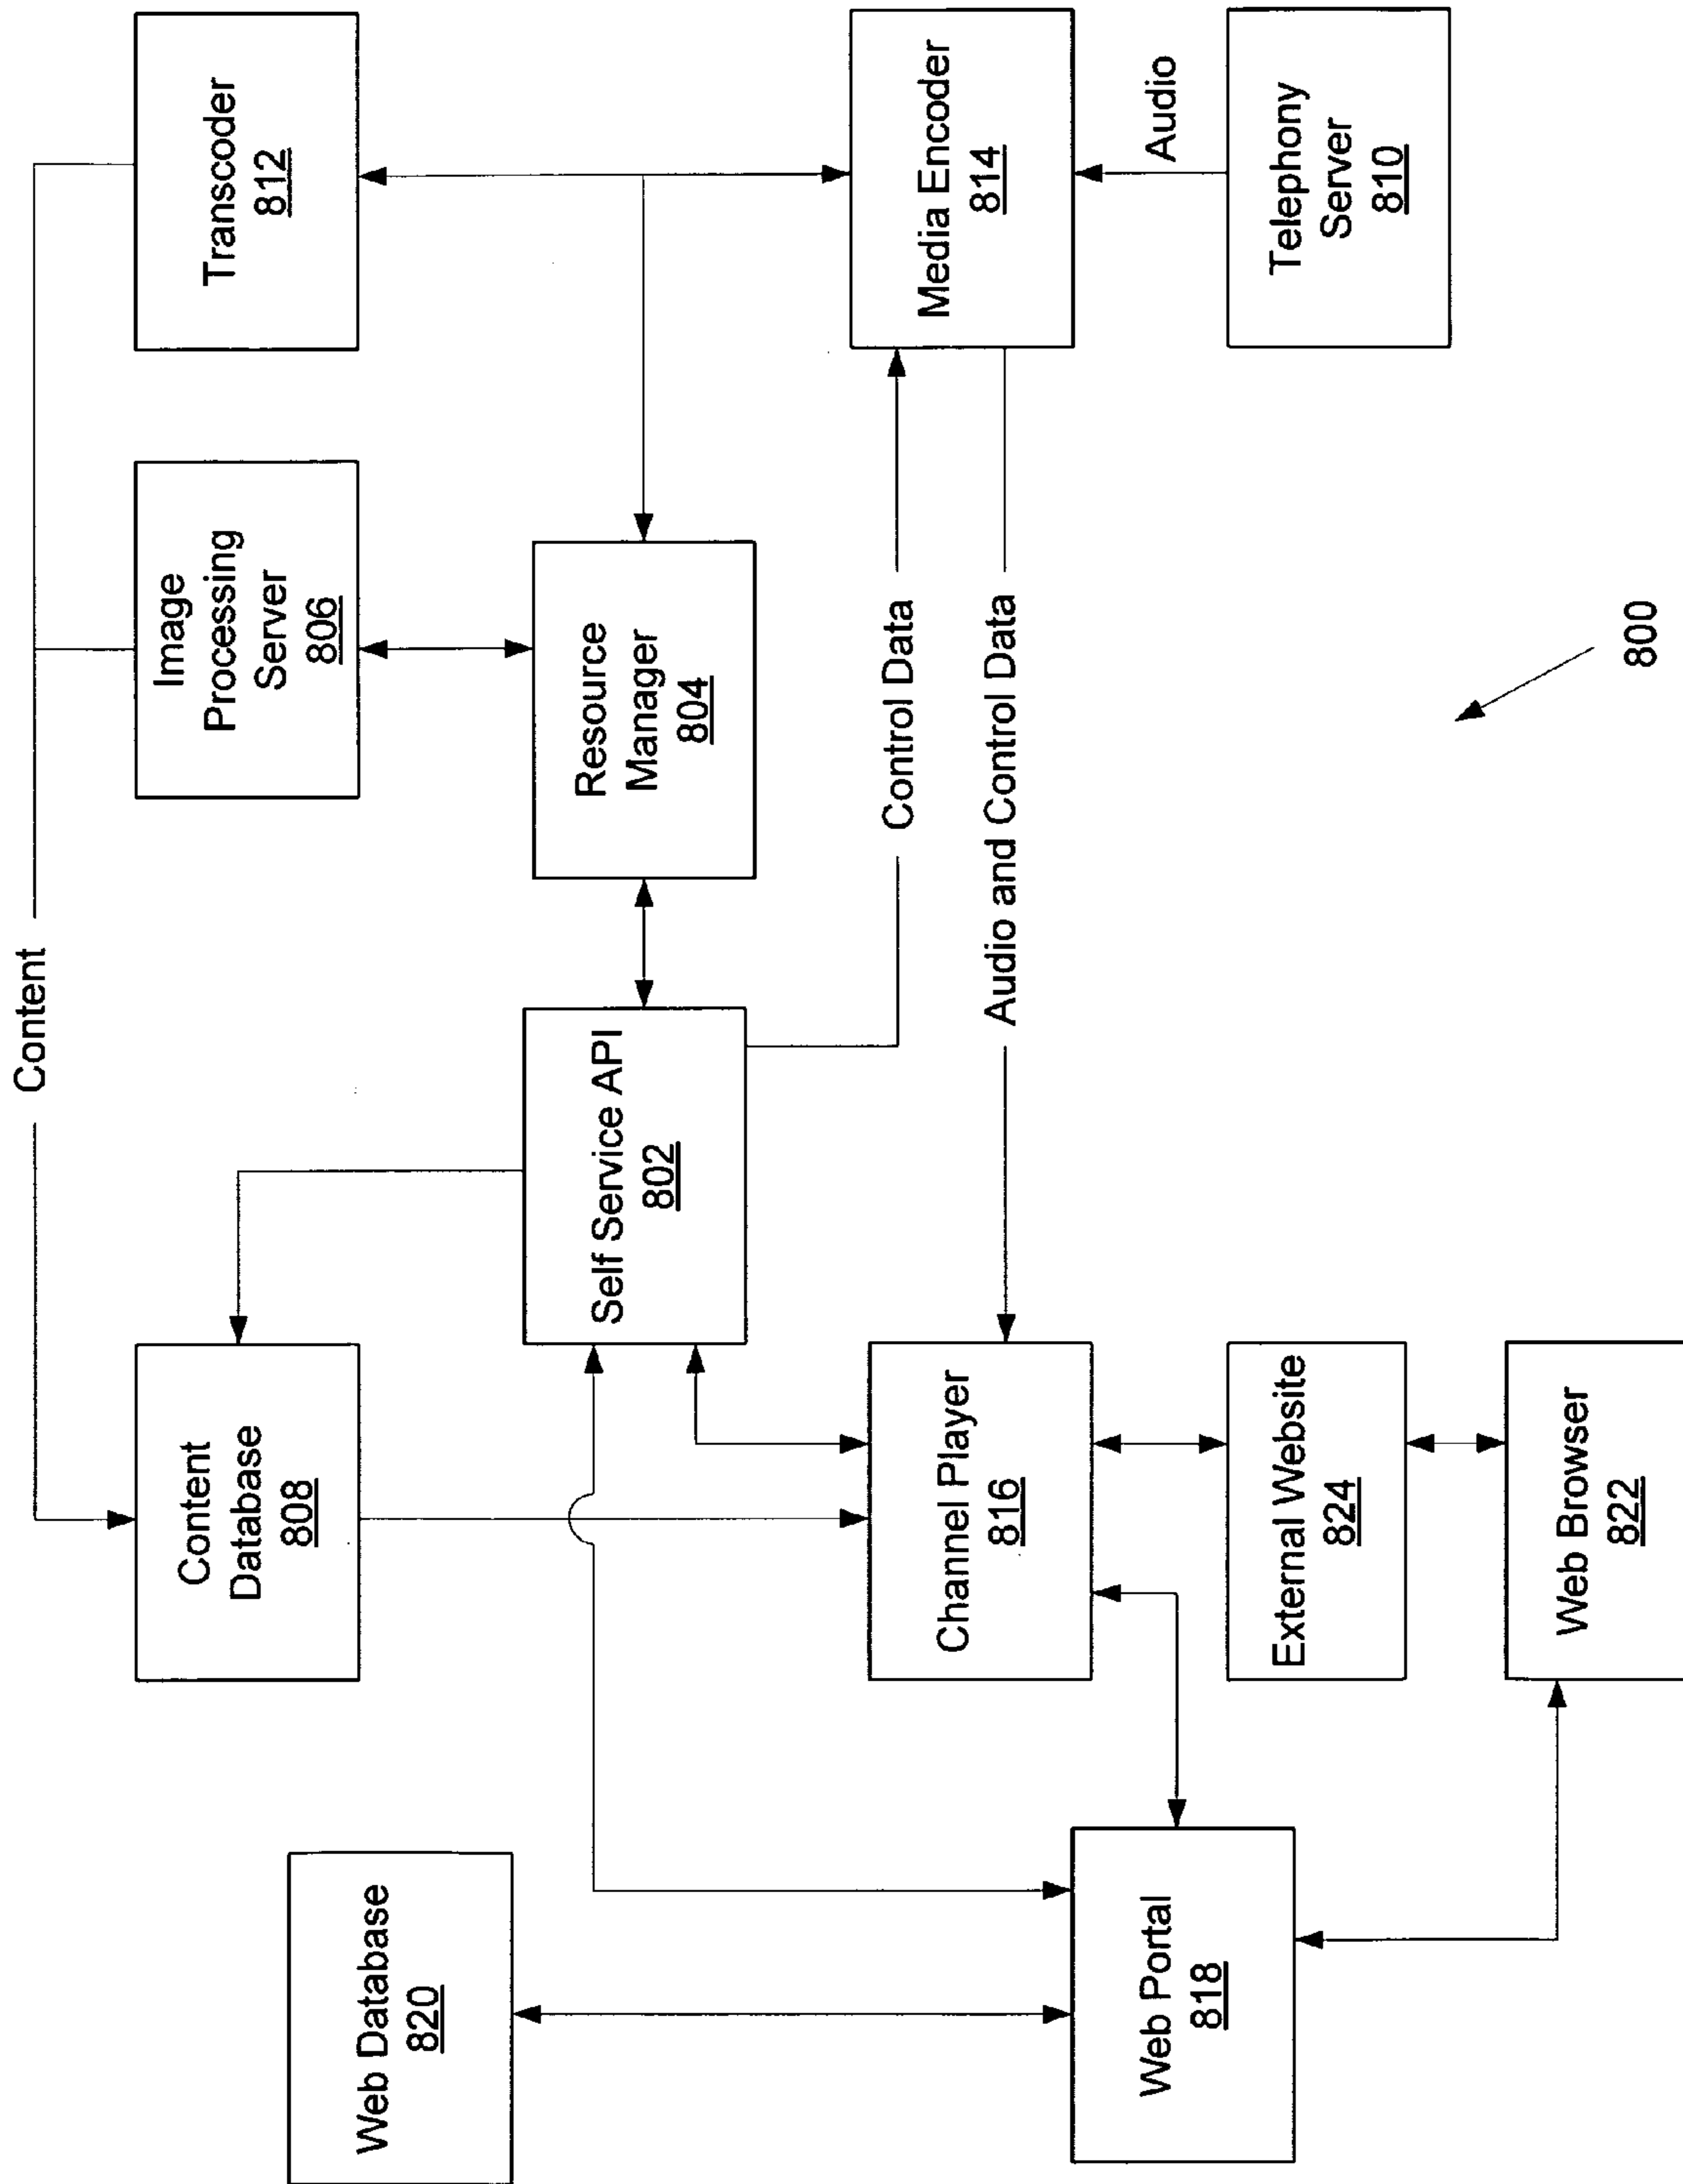 Content
Transcoder
812
Image
Processing
Server
806
Content
Database
808
Web Database
820
Resource
Manager
804
Self Service API
802
Media Encoder
814
Control Data
Audio and Control Data
Channel Player
816
Audio
Telephony
Server
810
External Website
824
Web Portal
818
Web Browser
822
800